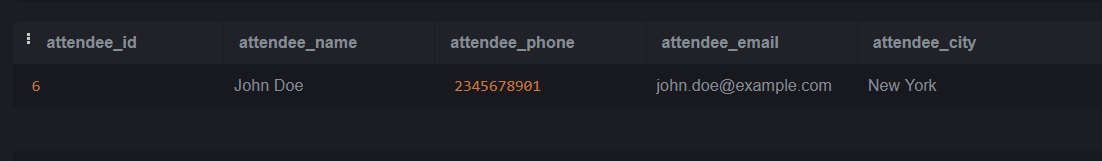 attendee_id attendee_name attendee_phone attendee_email attendee_city
6 John Doe 2345678901 john.doe@example.com New York